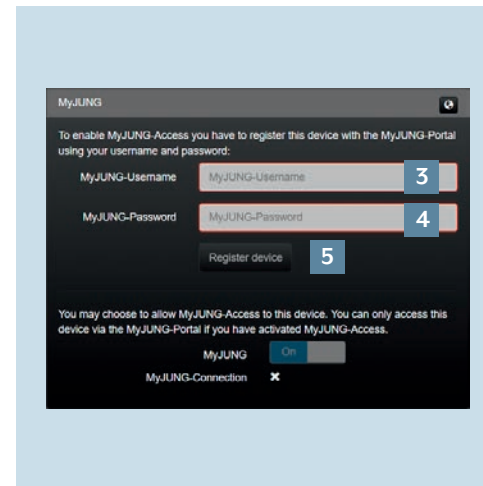 MyJUNG
To enable MyJUNG-Access you have to register this device with the MyJUNG-Portal
using your username and password:
MyJUNG-Username MyJUNG-Username 3
MyJUNG-Password MyJUNG-Password 4
Register device 5
You may choose to allow MyJUNG-Access to this device. You can only access this
device via the MyJUNG-Portal if you have activated MyJUNG-Access.
MyJUNG On
MyJUNG-Connection